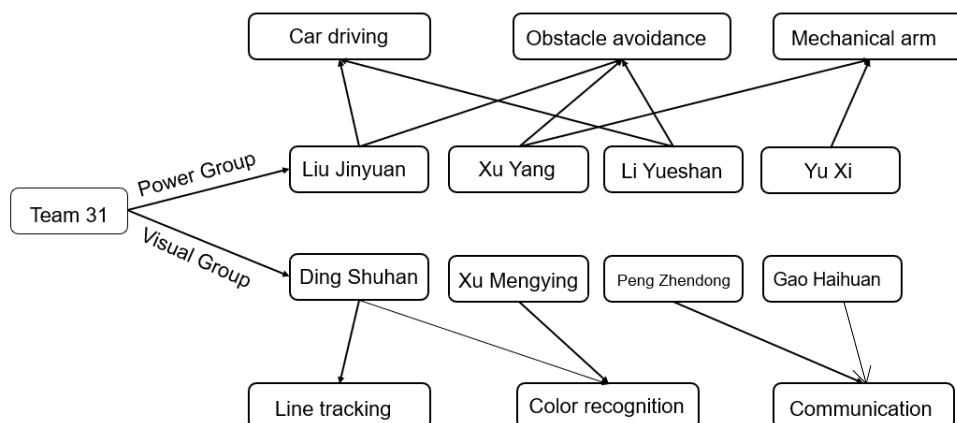 Car driving
Obstacle avoidance
Mechanical arm
Power Group
Liu Jinyuan
Xu Yang
Li Yueshan
Yu Xi
Team 31
Visual Group
Ding Shuhan
Xu Mengying
Peng Zhendong
Gao Haihuan
Line tracking
Color recognition
Communication